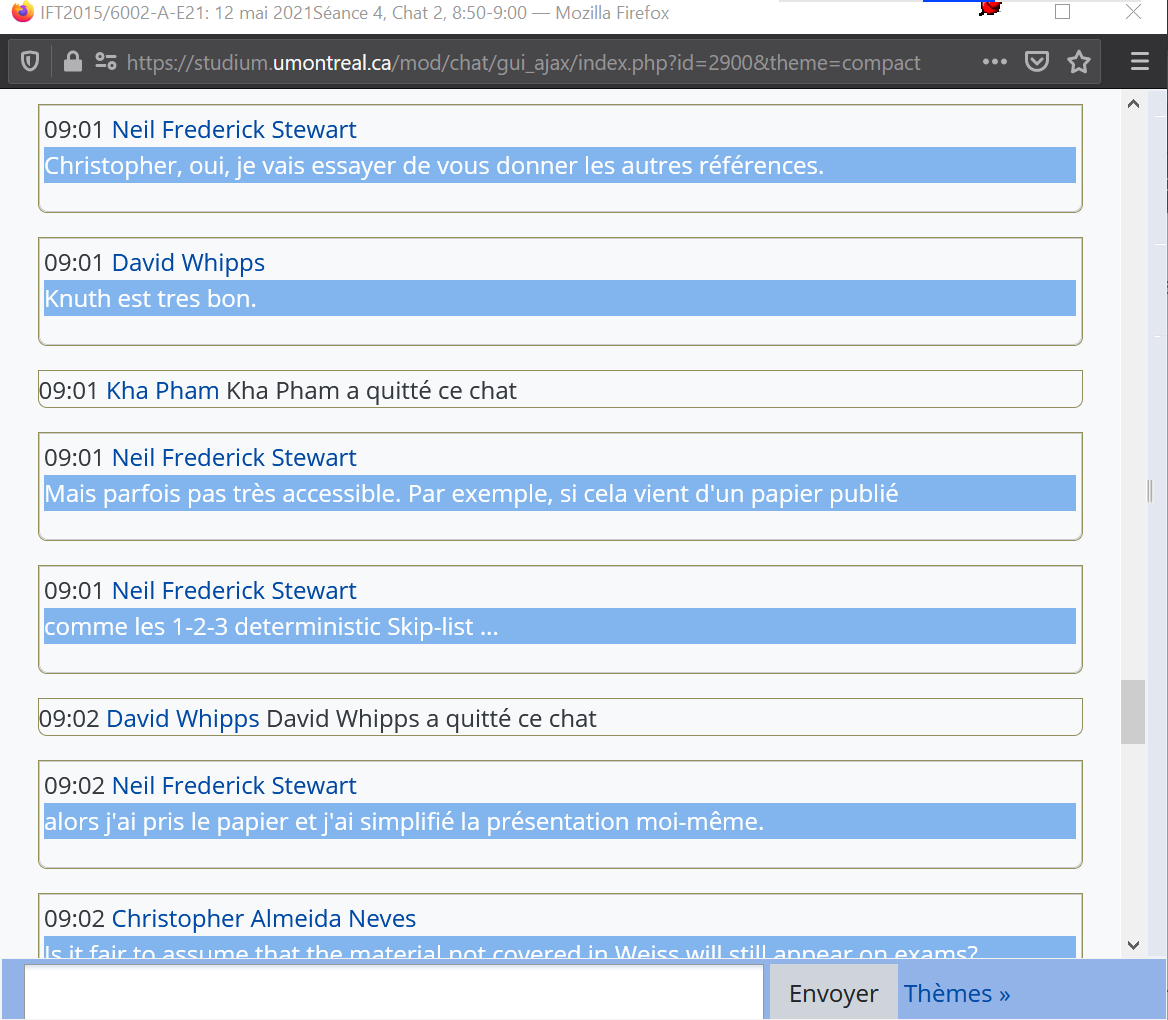 IFT2015/6002-A-E21: 12 mai 2021Séance 4, Chat 2, 8:50-9:00 — Mozilla Firefox
https://studium.umontreal.ca/mod/chat/gui_ajax/index.php?id=2900&theme=compact
09:01 Neil Frederick Stewart
Christopher, oui, je vais essayer de vous donner les autres références.
09:01 David Whipps
Knuth est tres bon.
09:01 Kha Pham Kha Pham a quitté ce chat
09:01 Neil Frederick Stewart
Mais parfois pas très accessible. Par exemple, si cela vient d'un papier publié
09:01 Neil Frederick Stewart
comme les 1-2-3 deterministic Skip-list ...
09:02 David Whipps David Whipps a quitté ce chat
09:02 Neil Frederick Stewart
alors j'ai pris le papier et j'ai simplifié la présentation moi-même.
09:02 Christopher Almeida Neves
Is it fair to assume that the material not covered in Weiss will still appear on exams?
Envoyer Thèmes »